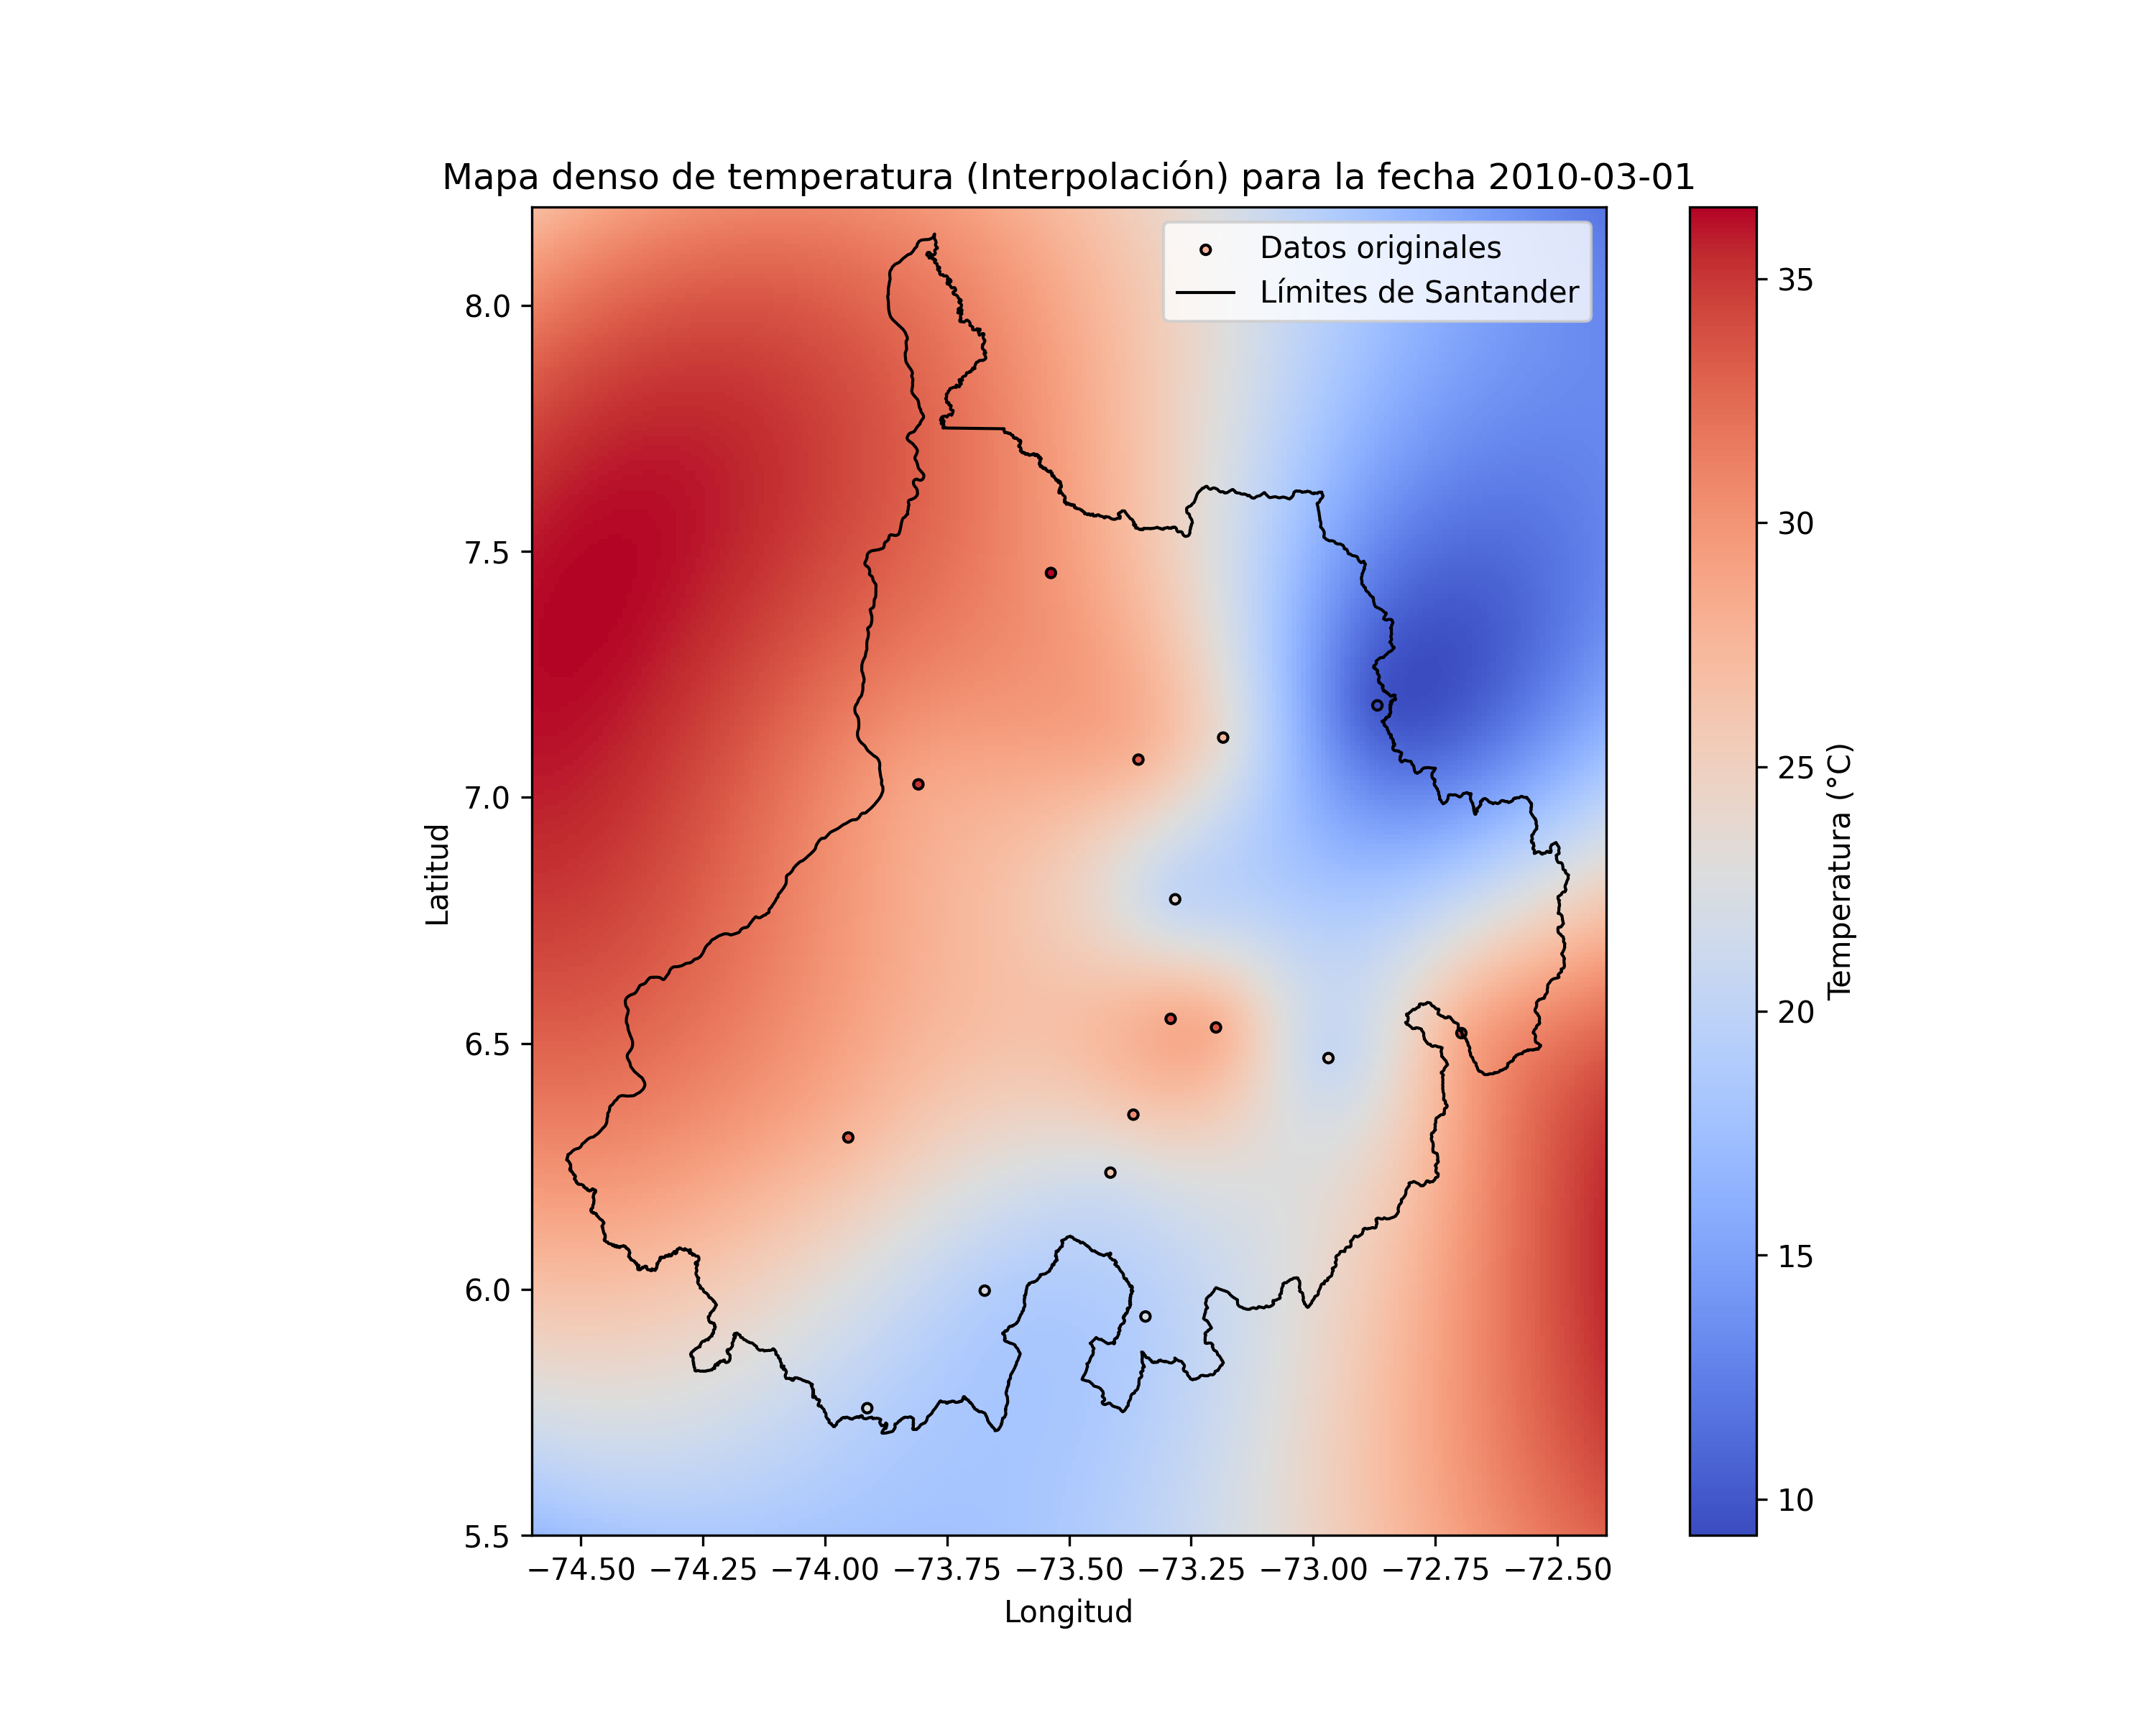 Mapa denso de temperatura (Interpolación) para la fecha 2010-03-01
Datos originales
Límites de Santander
8.0
7.5
7.0
6.5
6.0
5.5
Latitud
−74.50 −74.25 −74.00 −73.75 −73.50 −73.25 −73.00 −72.75 −72.50
Longitud
35
30
25
20
15
10
Temperatura (°C)